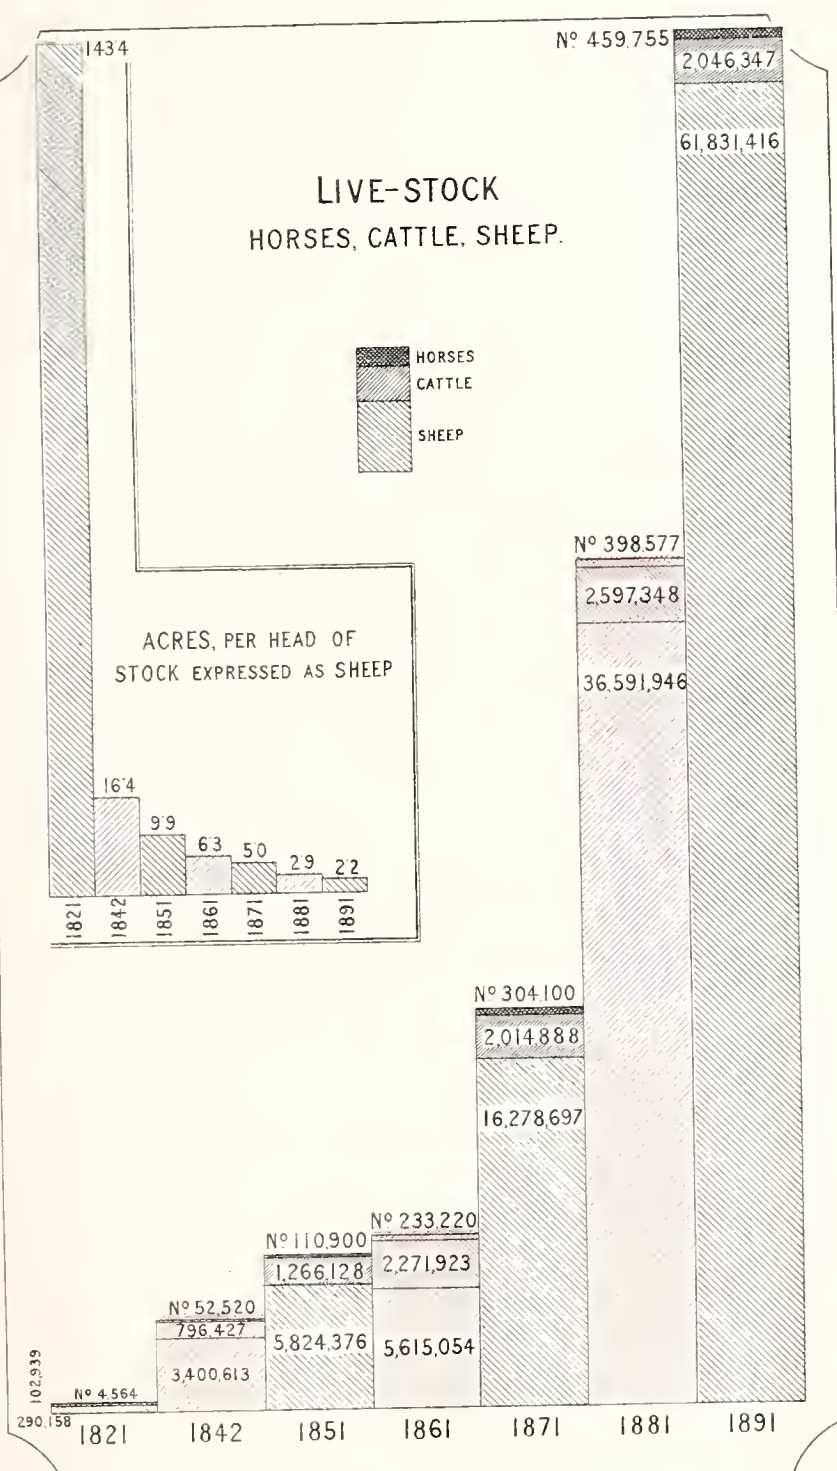 143·4
Nº 459.755
2,046,347
61,831,416
LIVE-STOCK
HORSES, CATTLE, SHEEP.
HORSES
CATTLE
SHEEP
Nº 398.577
2,597,348
36,591,946
ACRES, PER HEAD OF
STOCK EXPRESSED AS SHEEP
16·4
9·9
6·3
5·0
2·9
2·2
1821
1842
1851
1861
1871
1881
1891
Nº 304.100
2,014,888
16,278,697
Nº 233,220
2,271,923
5,615,054
Nº 110,900
1,266,128
5,824,376
Nº 52,520
796,427
3,400,613
Nº 4.564
102,939
290,158
1821 1842 1851 1861 1871 1881 1891